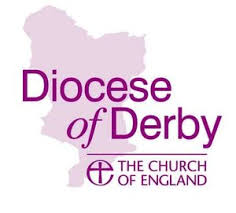 Diocese
of Derby
THE CHURCH
OF ENGLAND